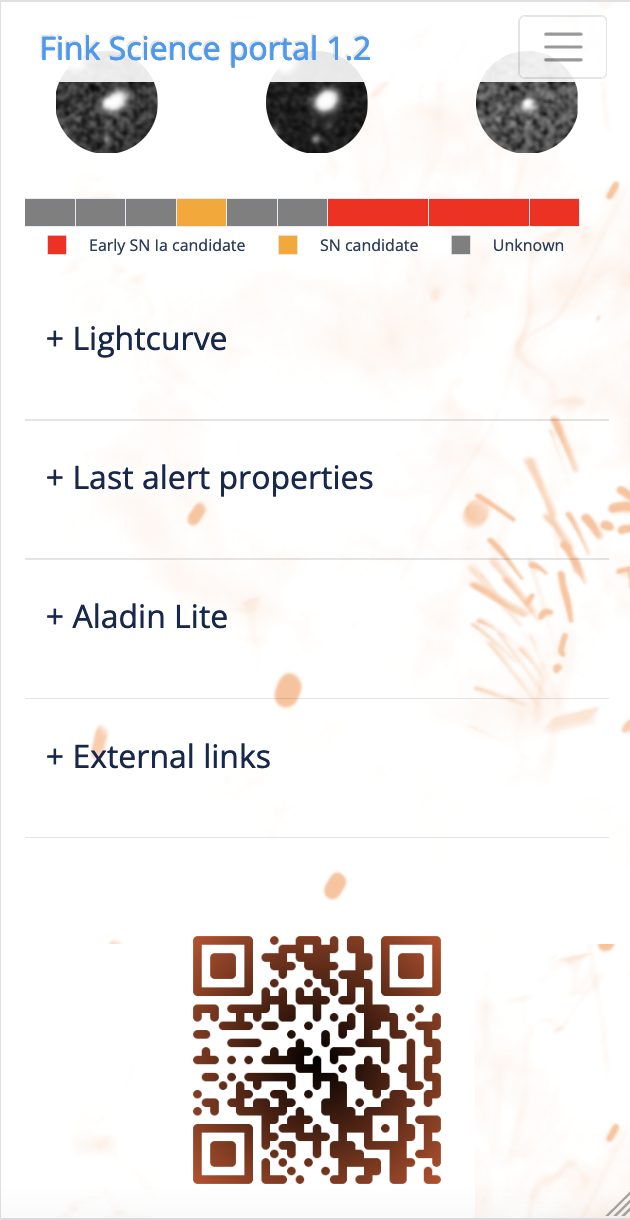 Fink Science portal 1.2
Early SN Ia candidate SN candidate Unknown
+ Lightcurve
+ Last alert properties
+ Aladin Lite
+ External links